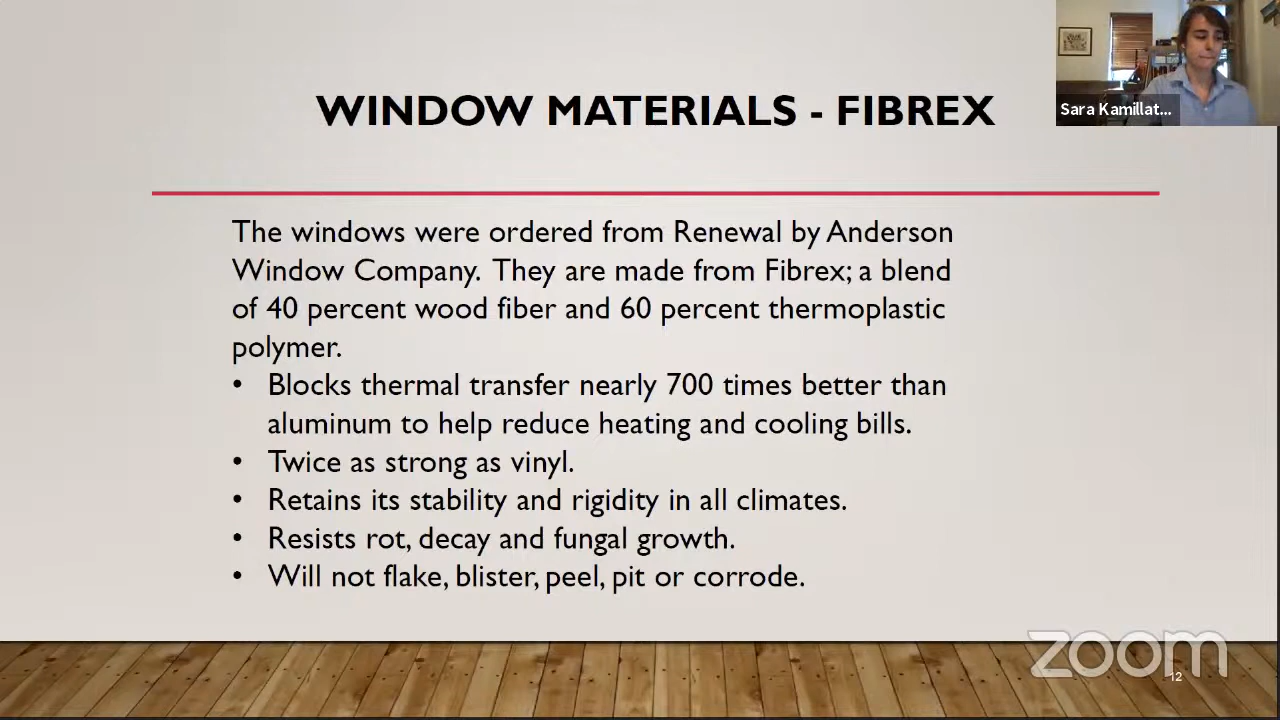 WINDOW MATERIALS - FIBREX
Sara Kamillat...
The windows were ordered from Renewal by Anderson
Window Company. They are made from Fibrex; a blend
of 40 percent wood fiber and 60 percent thermoplastic
polymer.
• Blocks thermal transfer nearly 700 times better than
aluminum to help reduce heating and cooling bills.
• Twice as strong as vinyl.
• Retains its stability and rigidity in all climates.
• Resists rot, decay and fungal growth.
• Will not flake, blister, peel, pit or corrode.
zoom
12